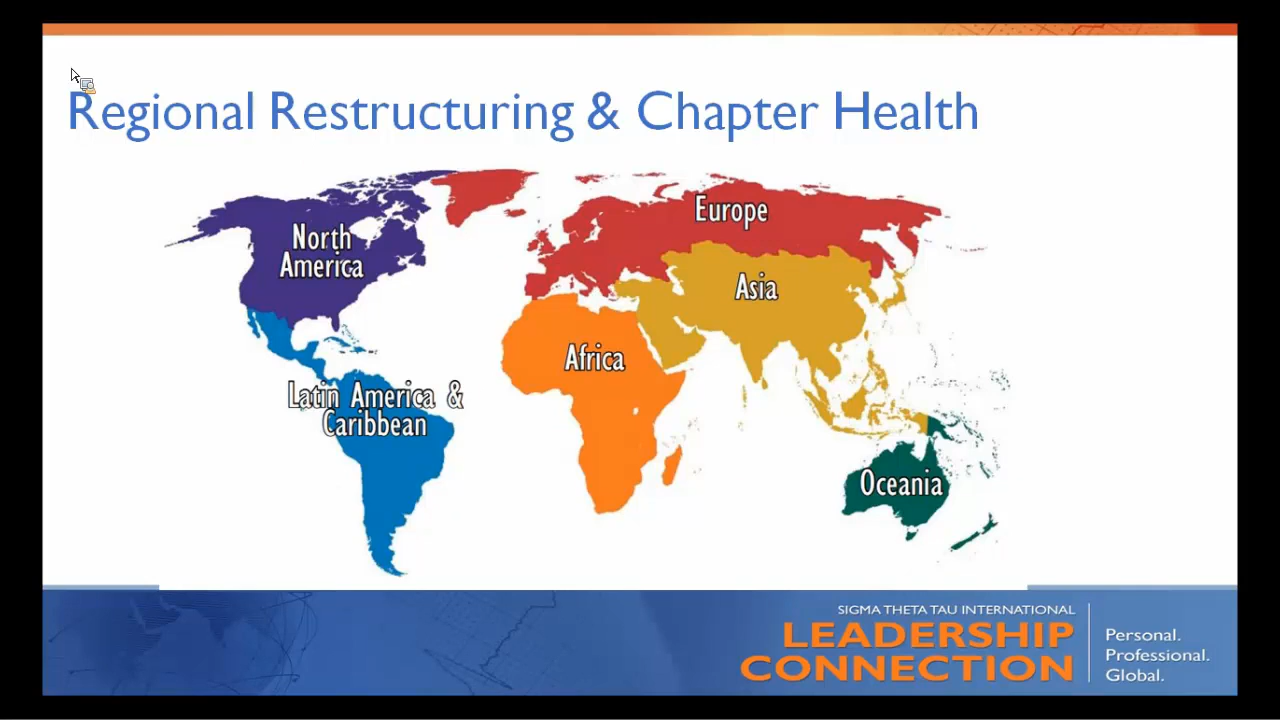 Regional Restructuring & Chapter Health
North
America
Europe
Asia
Africa
Latin America &
Caribbean
Oceania
SIGMA THETA TAU INTERNATIONAL
LEADERSHIP
CONNECTION
Personal.
Professional.
Global.